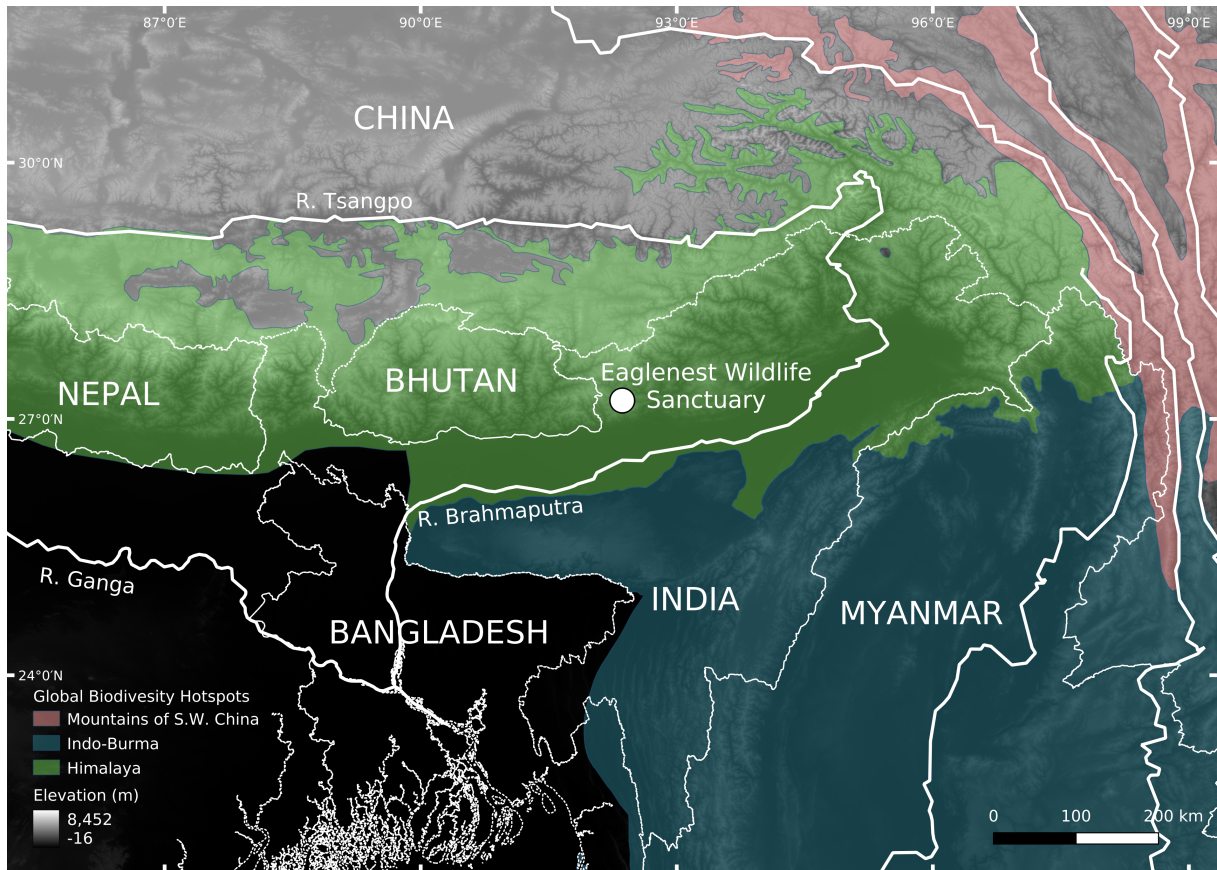 87°0′E
90°0′E
93°0′E
96°0′E
99°0′E
CHINA
30°0′N
R. Tsangpo
Eaglenest Wildlife
Sanctuary
BHUTAN
NEPAL
27°0′N
R. Brahmaputra
R. Ganga
INDIA
MYANMAR
BANGLADESH
24°0′N
Global Biodivesity Hotspots
Mountains of S.W. China
Indo-Burma
Himalaya
Elevation (m)
8,452
-16
0 100 200 km